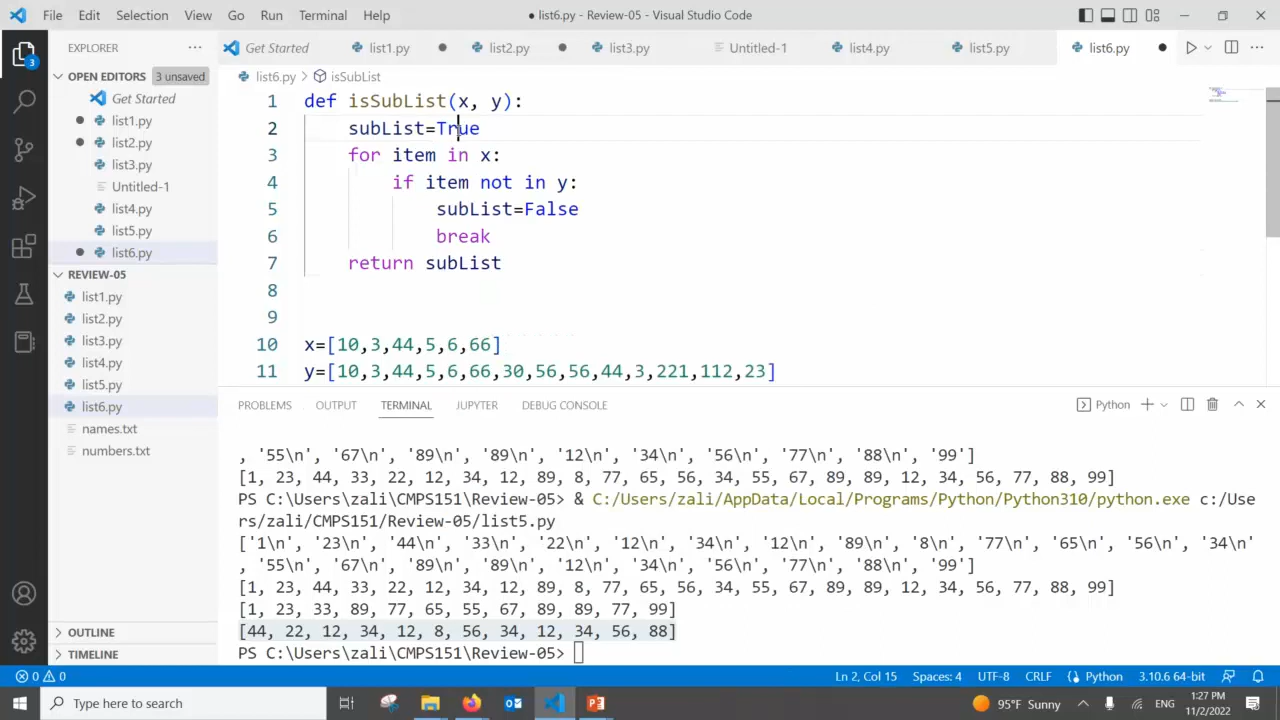 File Edit Selection View Go Run Terminal Help
● list6.py - Review-05 - Visual Studio Code
EXPLORER
Get Started list1.py list2.py list3.py Untitled-1 list4.py list5.py list6.py
OPEN EDITORS 3 unsaved
Get Started
list1.py
list2.py
list3.py
Untitled-1
list4.py
list5.py
list6.py
REVIEW-05
list1.py
list2.py
list3.py
list4.py
list5.py
list6.py
names.txt
numbers.txt
OUTLINE
TIMELINE
3
list6.py > isSubList
1 def isSubList(x, y):
2 subList=True
3 for item in x:
4 if item not in y:
5 subList=False
6 break
7 return subList
8
9
10 x=[10,3,44,5,6,66]
11 y=[10,3,44,5,6,66,30,56,56,44,3,221,112,23]
PROBLEMS OUTPUT TERMINAL JUPYTER DEBUG CONSOLE
Python
, '55\n', '67\n', '89\n', '89\n', '12\n', '34\n', '56\n', '77\n', '88\n', '99']
[1, 23, 44, 33, 22, 12, 34, 12, 89, 8, 77, 65, 56, 34, 55, 67, 89, 89, 12, 34, 56, 77, 88, 99]
PS C:\Users\zali\CMPS151\Review-05> & C:/Users/zali/AppData/Local/Programs/Python/Python310/python.exe c:/Use
rs/zali/CMPS151/Review-05/list5.py
['1\n', '23\n', '44\n', '33\n', '22\n', '12\n', '34\n', '12\n', '89\n', '8\n', '77\n', '65\n', '56\n', '34\n'
, '55\n', '67\n', '89\n', '89\n', '12\n', '34\n', '56\n', '77\n', '88\n', '99']
[1, 23, 44, 33, 22, 12, 34, 12, 89, 8, 77, 65, 56, 34, 55, 67, 89, 89, 12, 34, 56, 77, 88, 99]
[1, 23, 33, 89, 77, 65, 55, 67, 89, 89, 77, 99]
[44, 22, 12, 34, 12, 8, 56, 34, 12, 34, 56, 88]
PS C:\Users\zali\CMPS151\Review-05>
0 0 Ln 2, Col 15 Spaces: 4 UTF-8 CRLF Python 3.10.6 64-bit
Type here to search
95°F Sunny ENG
1:27 PM
11/2/2022